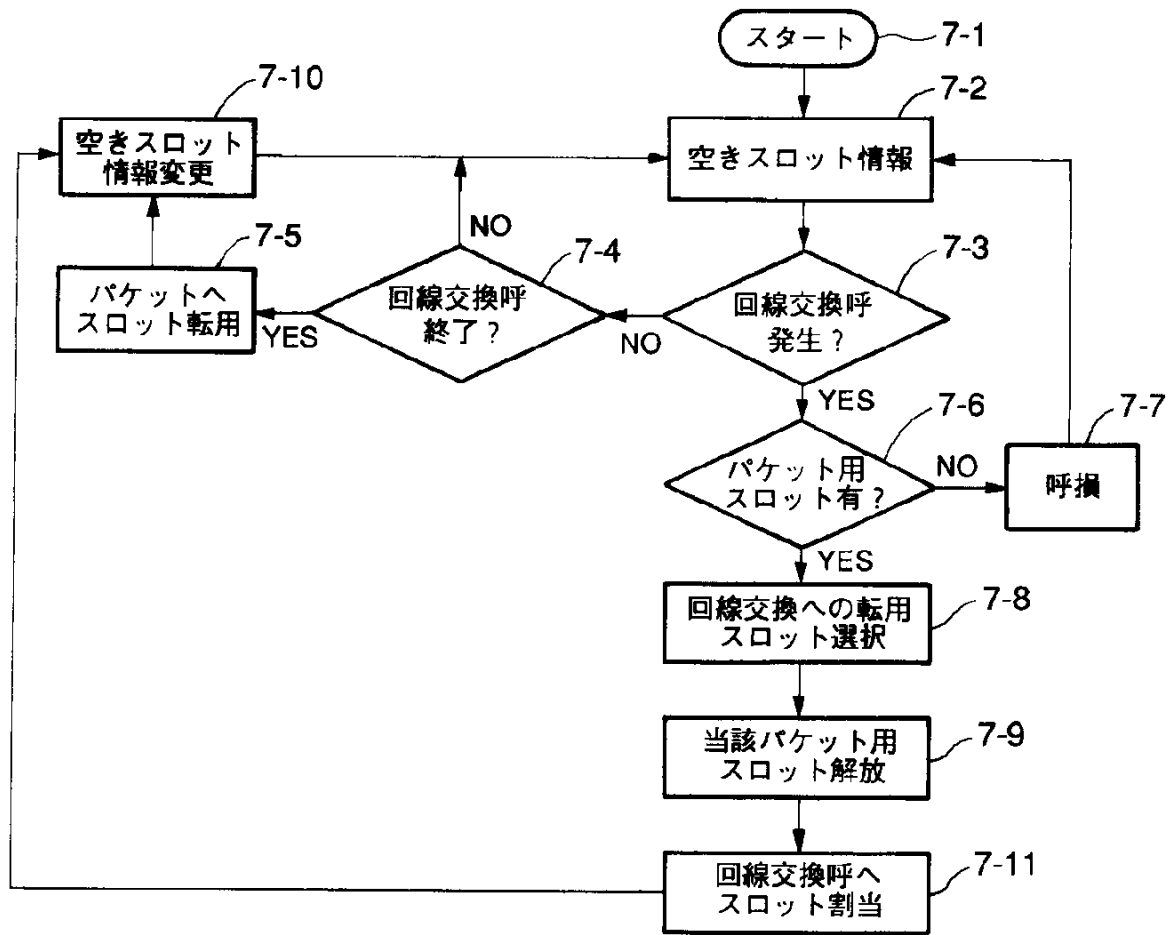 スタート
7-1
7-10
7-2
空きスロット
情報変更
空きスロット情報
NO
7-5
7-4
7-3
パケットへ
スロット転用
YES
回線交換呼
終了?
NO
回線交換呼
発生?
YES
7-6
7-7
パケット用
スロット有?
NO
呼損
YES
7-8
回線交換への転用
スロット選択
7-9
当該パケット用
スロット解放
7-11
回線交換呼へ
スロット割当